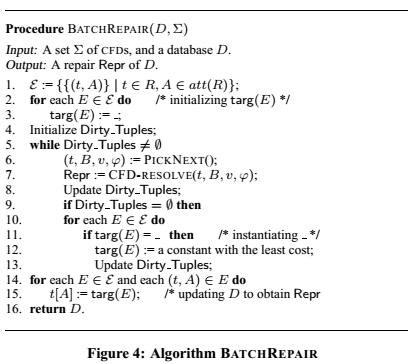 Procedure BATCHREPAIR(D, Σ)
Input: A set Σ of CFDs, and a database D.
Output: A repair Repr of D.
1. ℰ := {{(t, A)} | t ∈ R, A ∈ att(R)};
2. for each E ∈ ℰ do /* initializing targ(E) */
3. targ(E) := _;
4. Initialize Dirty_Tuples;
5. while Dirty_Tuples ≠ ∅
6. (t, B, v, φ) := PICKNEXT();
7. Repr := CFD-RESOLVE(t, B, v, φ);
8. Update Dirty_Tuples;
9. if Dirty_Tuples = ∅ then
10. for each E ∈ ℰ do
11. if targ(E) = _ then /* instantiating _ */
12. targ(E) := a constant with the least cost;
13. Update Dirty_Tuples;
14. for each E ∈ ℰ and each (t, A) ∈ E do
15. t[A] := targ(E); /* updating D to obtain Repr
16. return D.
Figure 4: Algorithm BATCHREPAIR